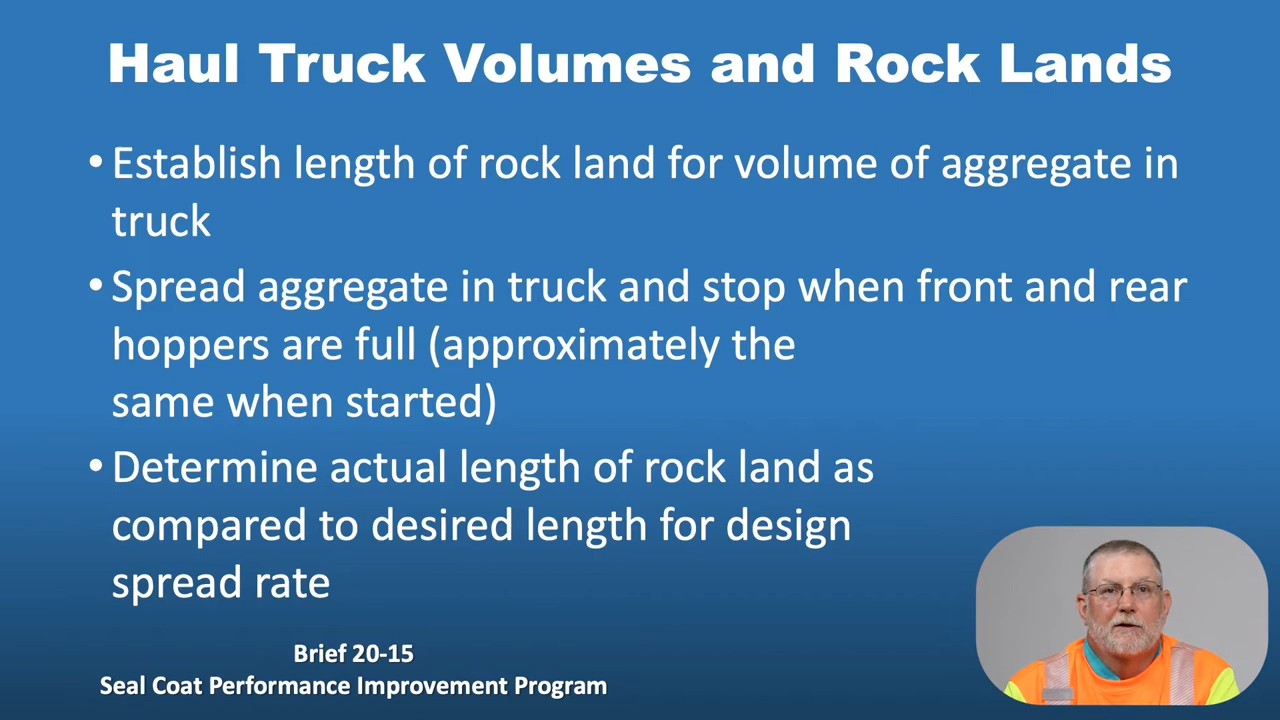 Haul Truck Volumes and Rock Lands
• Establish length of rock land for volume of aggregate in
truck
• Spread aggregate in truck and stop when front and rear
hoppers are full (approximately the
same when started)
• Determine actual length of rock land as
compared to desired length for design
spread rate
Brief 20-15
Seal Coat Performance Improvement Program